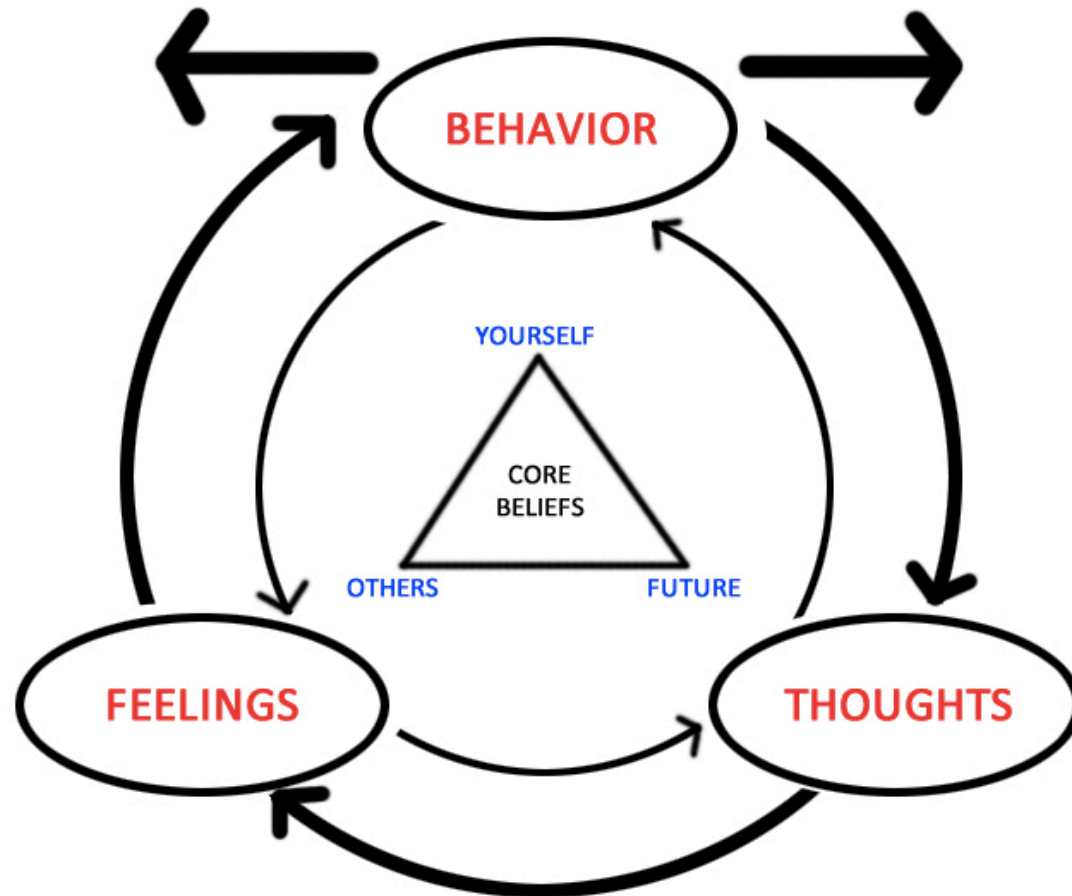 BEHAVIOR
YOURSELF
CORE
BELIEFS
OTHERS
FUTURE
FEELINGS
THOUGHTS